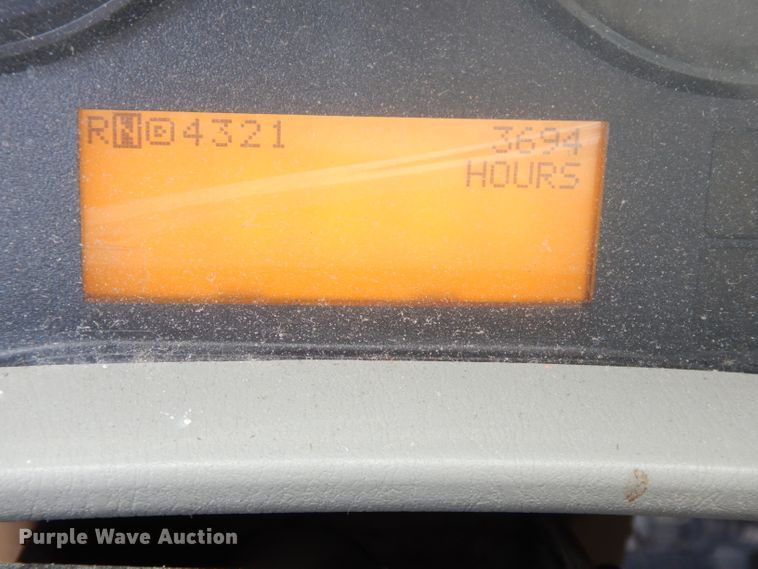 RND4321 3694
HOURS
Purple Wave Auction